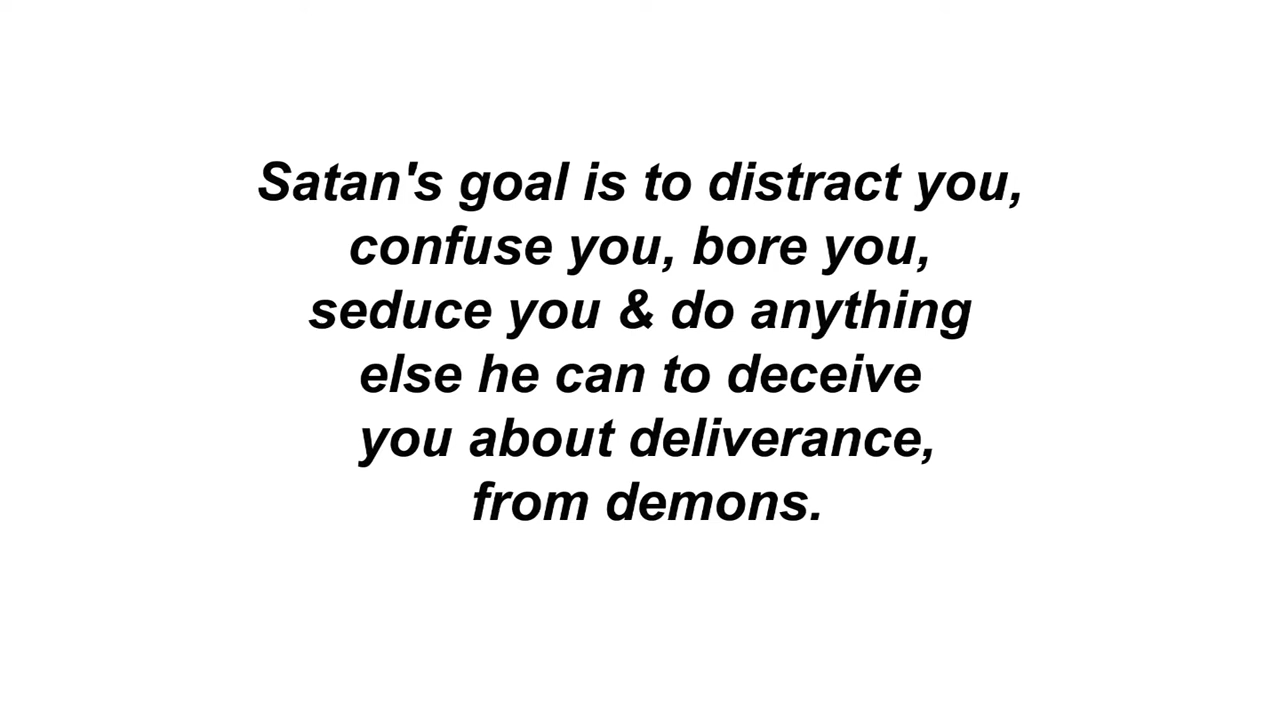 Satan's goal is to distract you,
confuse you, bore you,
seduce you & do anything
else he can to deceive
you about deliverance,
from demons.